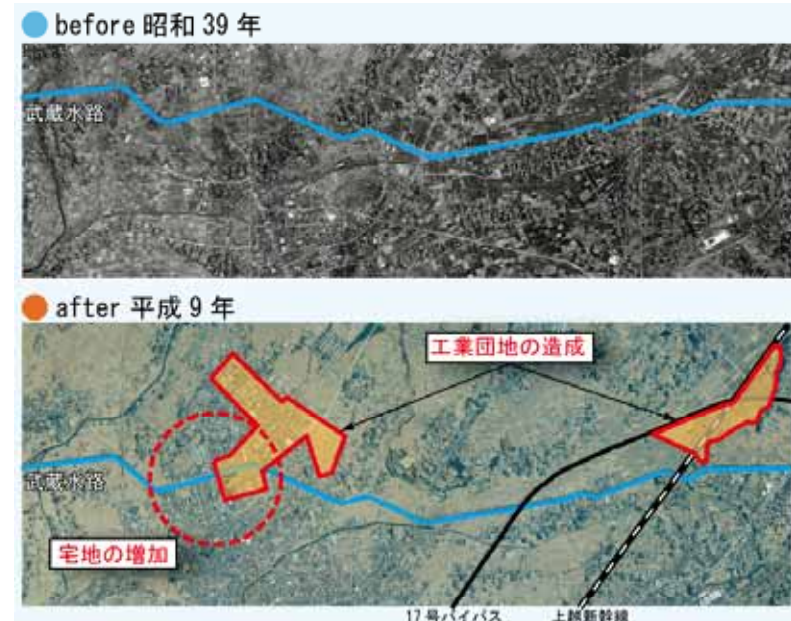 before 昭和 39 年
武蔵水路
after 平成 9 年
工業団地の造成
武蔵水路
宅地の増加
17 号バイパス
上越新幹線